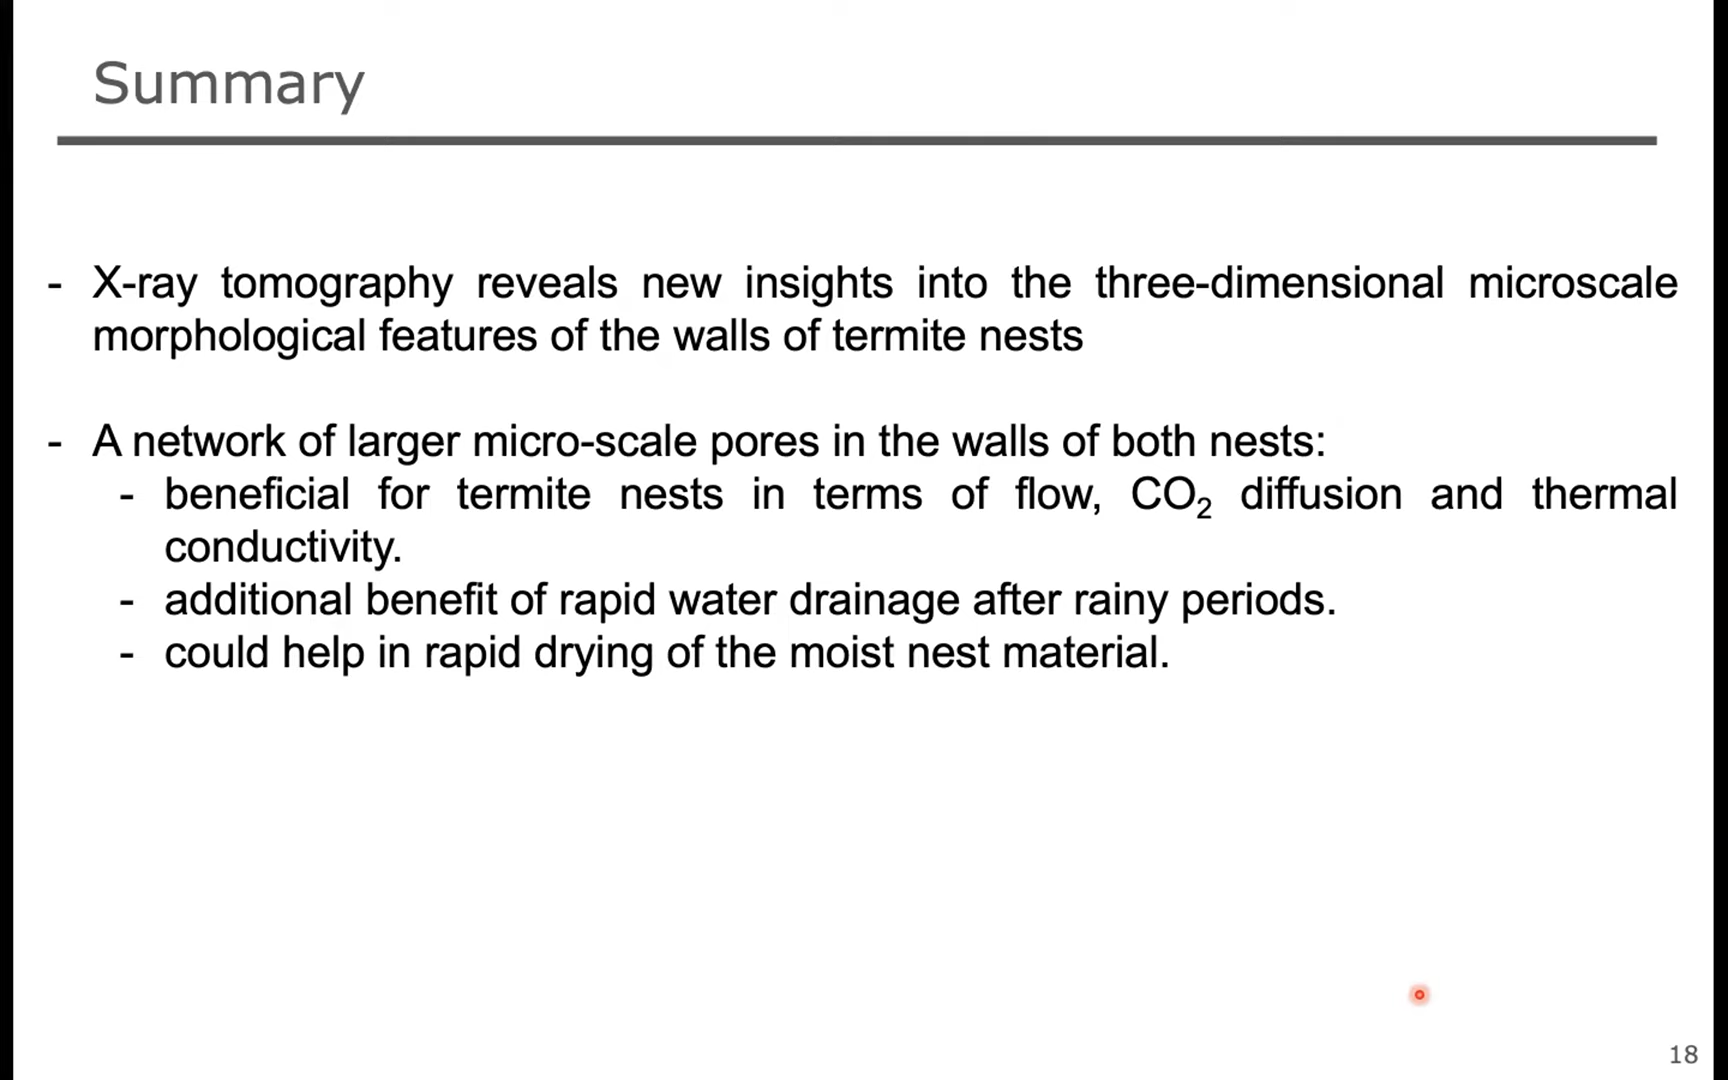 Summary
- X-ray tomography reveals new insights into the three-dimensional microscale
morphological features of the walls of termite nests
- A network of larger micro-scale pores in the walls of both nests:
- beneficial for termite nests in terms of flow, CO₂ diffusion and thermal
conductivity.
- additional benefit of rapid water drainage after rainy periods.
- could help in rapid drying of the moist nest material.
18